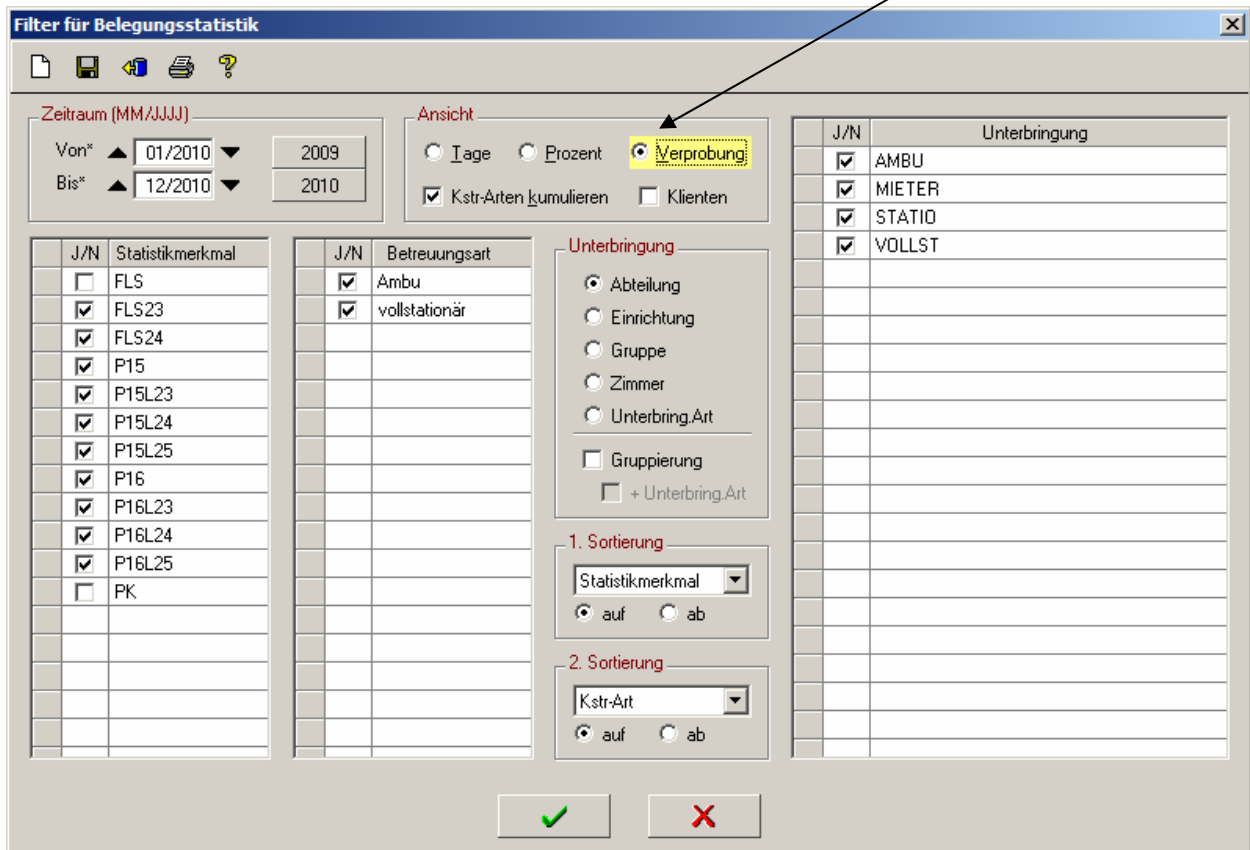 Filter für Belegungsstatistik
Zeitraum (MM/JJJJ)
Von* 01/2010 2009
Bis* 12/2010 2010
Ansicht
Tage Prozent Verprobung
Kstr-Arten kumulieren Klienten
J/N Statistikmerkmal
FLS
FLS23
FLS24
P15
P15L23
P15L24
P15L25
P16
P16L23
P16L24
P16L25
PK
J/N Betreuungsart
Ambu
vollstationär
Unterbringung
Abteilung
Einrichtung
Gruppe
Zimmer
Unterbring.Art
Gruppierung
+ Unterbring.Art
1. Sortierung
Statistikmerkmal
auf ab
2. Sortierung
Kstr-Art
auf ab
J/N Unterbringung
AMBU
MIETER
STATIO
VOLLST